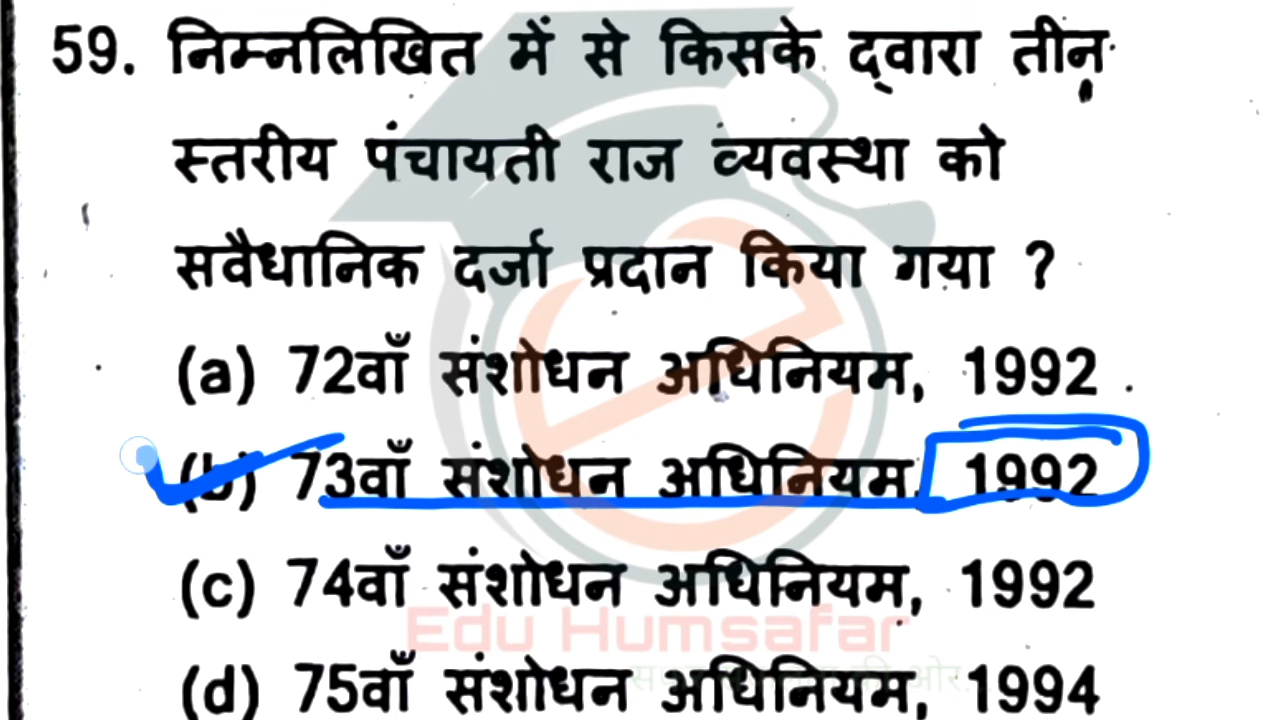 59. निम्नलिखित में से किसके द्वारा तीन
स्तरीय पंचायती राज व्यवस्था को
सवैधानिक दर्जा प्रदान किया गया ?
(a) 72वाँ संशोधन अधिनियम, 1992
(b) 73वाँ संशोधन अधिनियम, 1992
(c) 74वाँ संशोधन अधिनियम, 1992
Edu Humsafar
की ओर...
(d) 75वाँ संशोधन अधिनियम, 1994